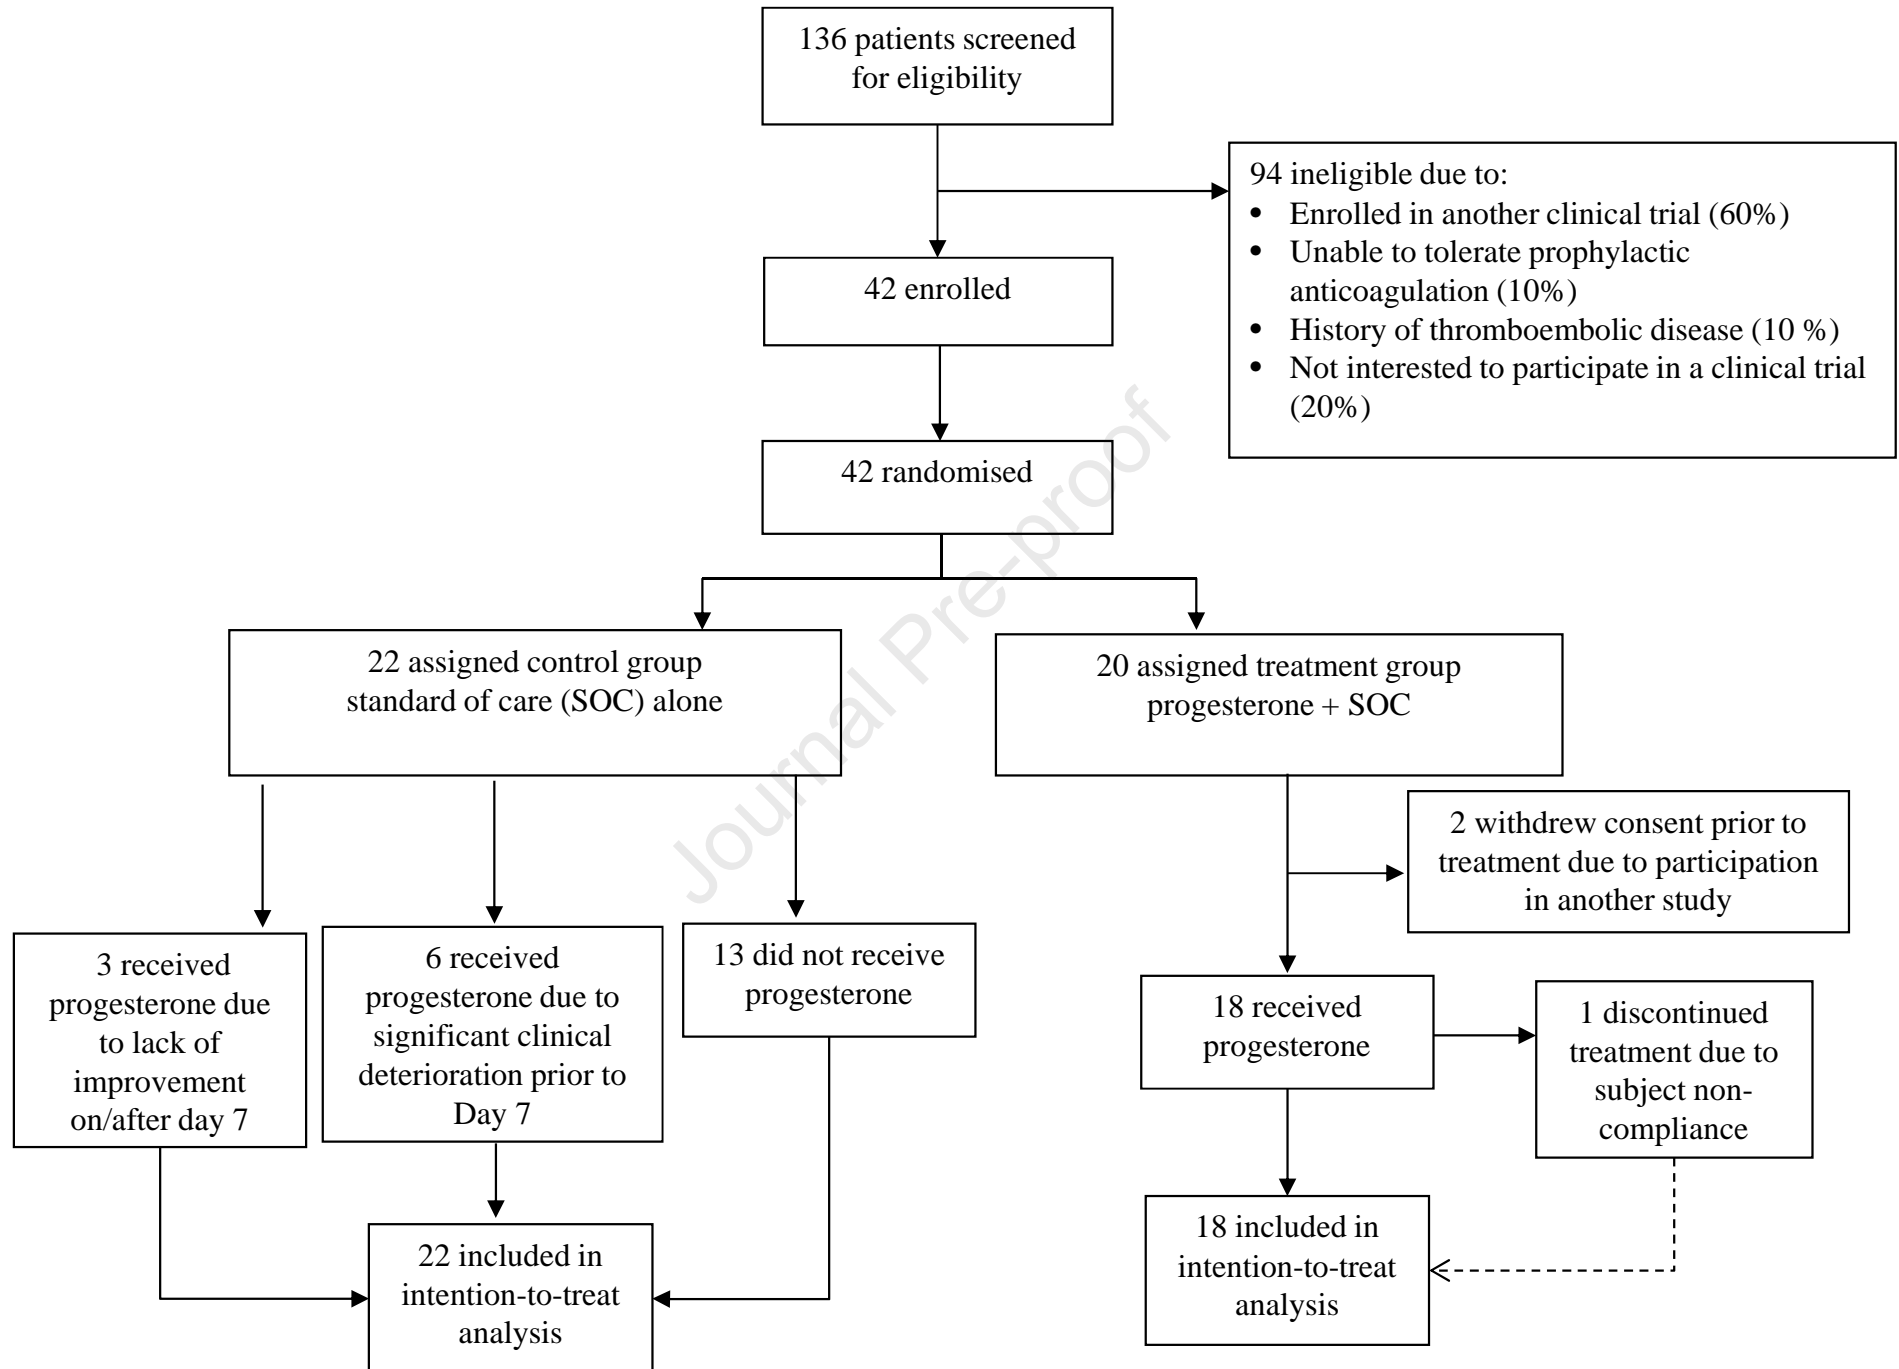 136 patients screened
for eligibility
94 ineligible due to:
• Enrolled in another clinical trial (60%)
• Unable to tolerate prophylactic
anticoagulation (10%)
• History of thromboembolic disease (10 %)
• Not interested to participate in a clinical trial
(20%)
42 enrolled
42 randomised
22 assigned control group
standard of care (SOC) alone
20 assigned treatment group
progesterone + SOC
2 withdrew consent prior to
treatment due to participation
in another study
3 received
progesterone due
to lack of
improvement
on/after day 7
6 received
progesterone due to
significant clinical
deterioration prior to
Day 7
13 did not receive
progesterone
18 received
progesterone
1 discontinued
treatment due to
subject non-
compliance
22 included in
intention-to-treat
analysis
18 included in
intention-to-treat
analysis
Journal Pre-proof